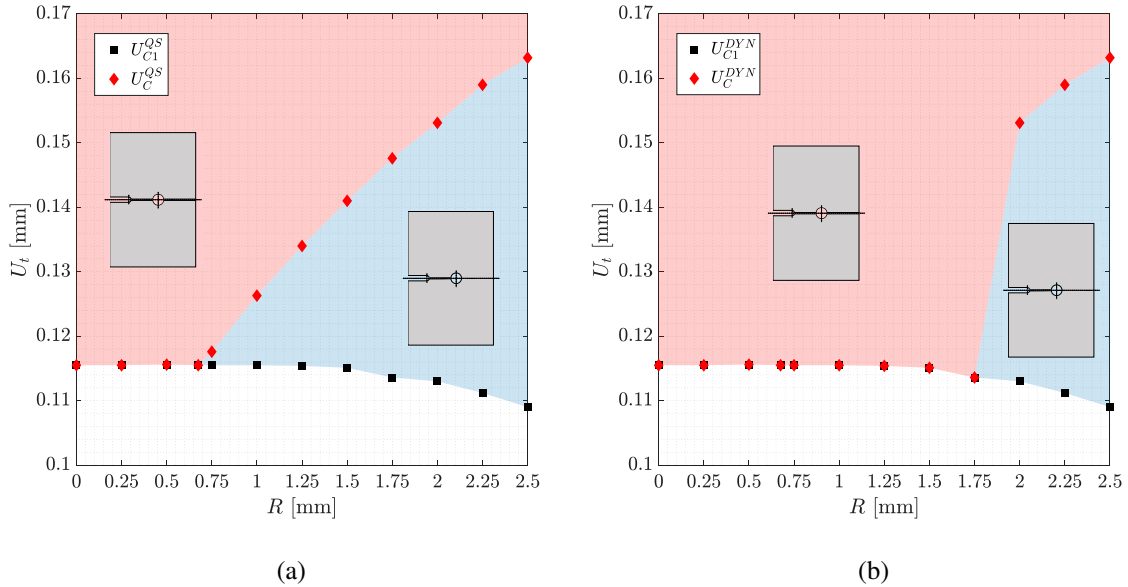 0.17
0.16
0.15
0.14
0.13
0.12
0.11
0.1
U_t [mm]
U_{C1}^{QS}
U_C^{QS}
0 0.25 0.5 0.75 1 1.25 1.5 1.75 2 2.25 2.5
R [mm]
(a)
0.17
0.16
0.15
0.14
0.13
0.12
0.11
0.1
U_t [mm]
U_{C1}^{DYN}
U_C^{DYN}
0 0.25 0.5 0.75 1 1.25 1.5 1.75 2 2.25 2.5
R [mm]
(b)